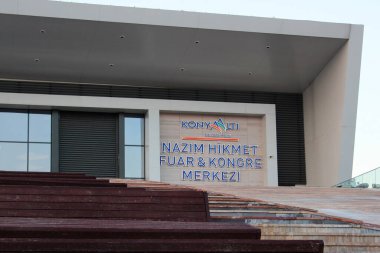 KONYAALTI
NAZIM HİKMET
FUAR & KONGRE
MERKEZİ